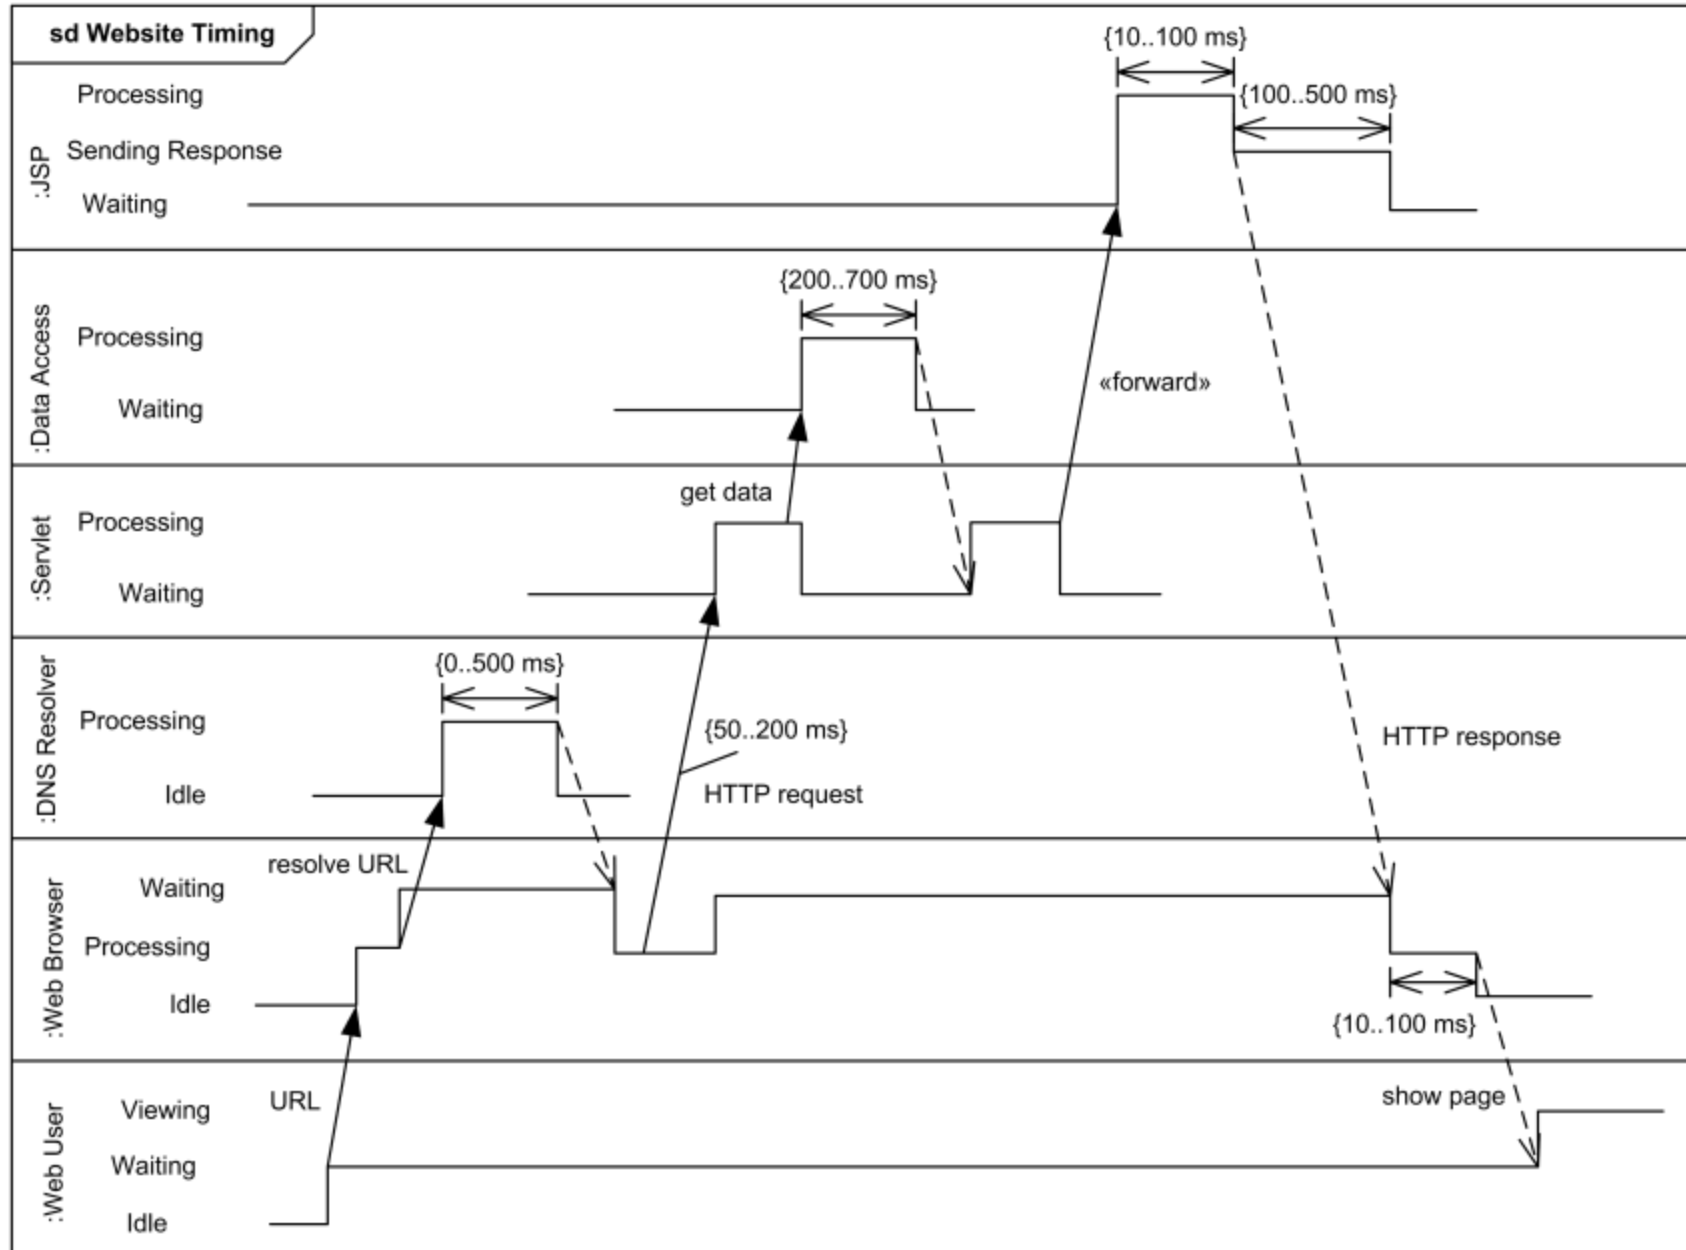 sd Website Timing
:JSP
Processing
Sending Response
Waiting
{10..100 ms}
{100..500 ms}
:Data Access
Processing
Waiting
{200..700 ms}
«forward»
:Servlet
Processing
Waiting
get data
:DNS Resolver
Processing
Idle
{0..500 ms}
{50..200 ms}
HTTP request
HTTP response
:Web Browser
Waiting
Processing
Idle
resolve URL
{10..100 ms}
:Web User
Viewing
Waiting
Idle
URL
show page